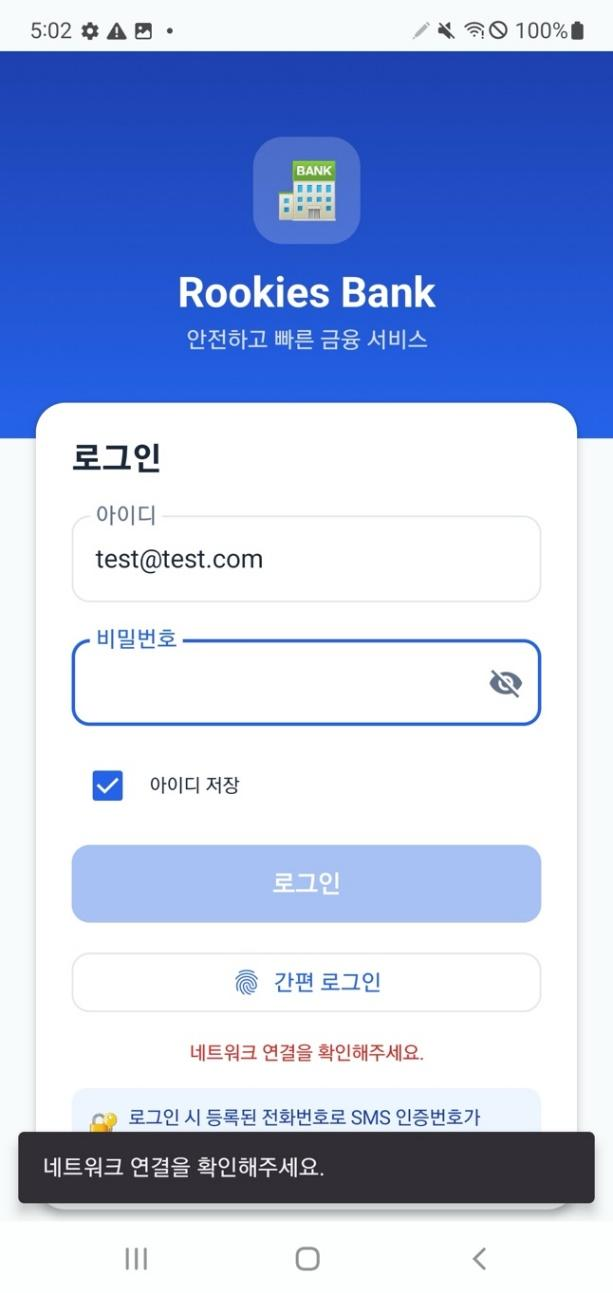 5:02
100%
BANK
Rookies Bank
안전하고 빠른 금융 서비스
로그인
아이디
test@test.com
비밀번호
아이디 저장
로그인
간편 로그인
네트워크 연결을 확인해주세요.
로그인 시 등록된 전화번호로 SMS 인증번호가
네트워크 연결을 확인해주세요.